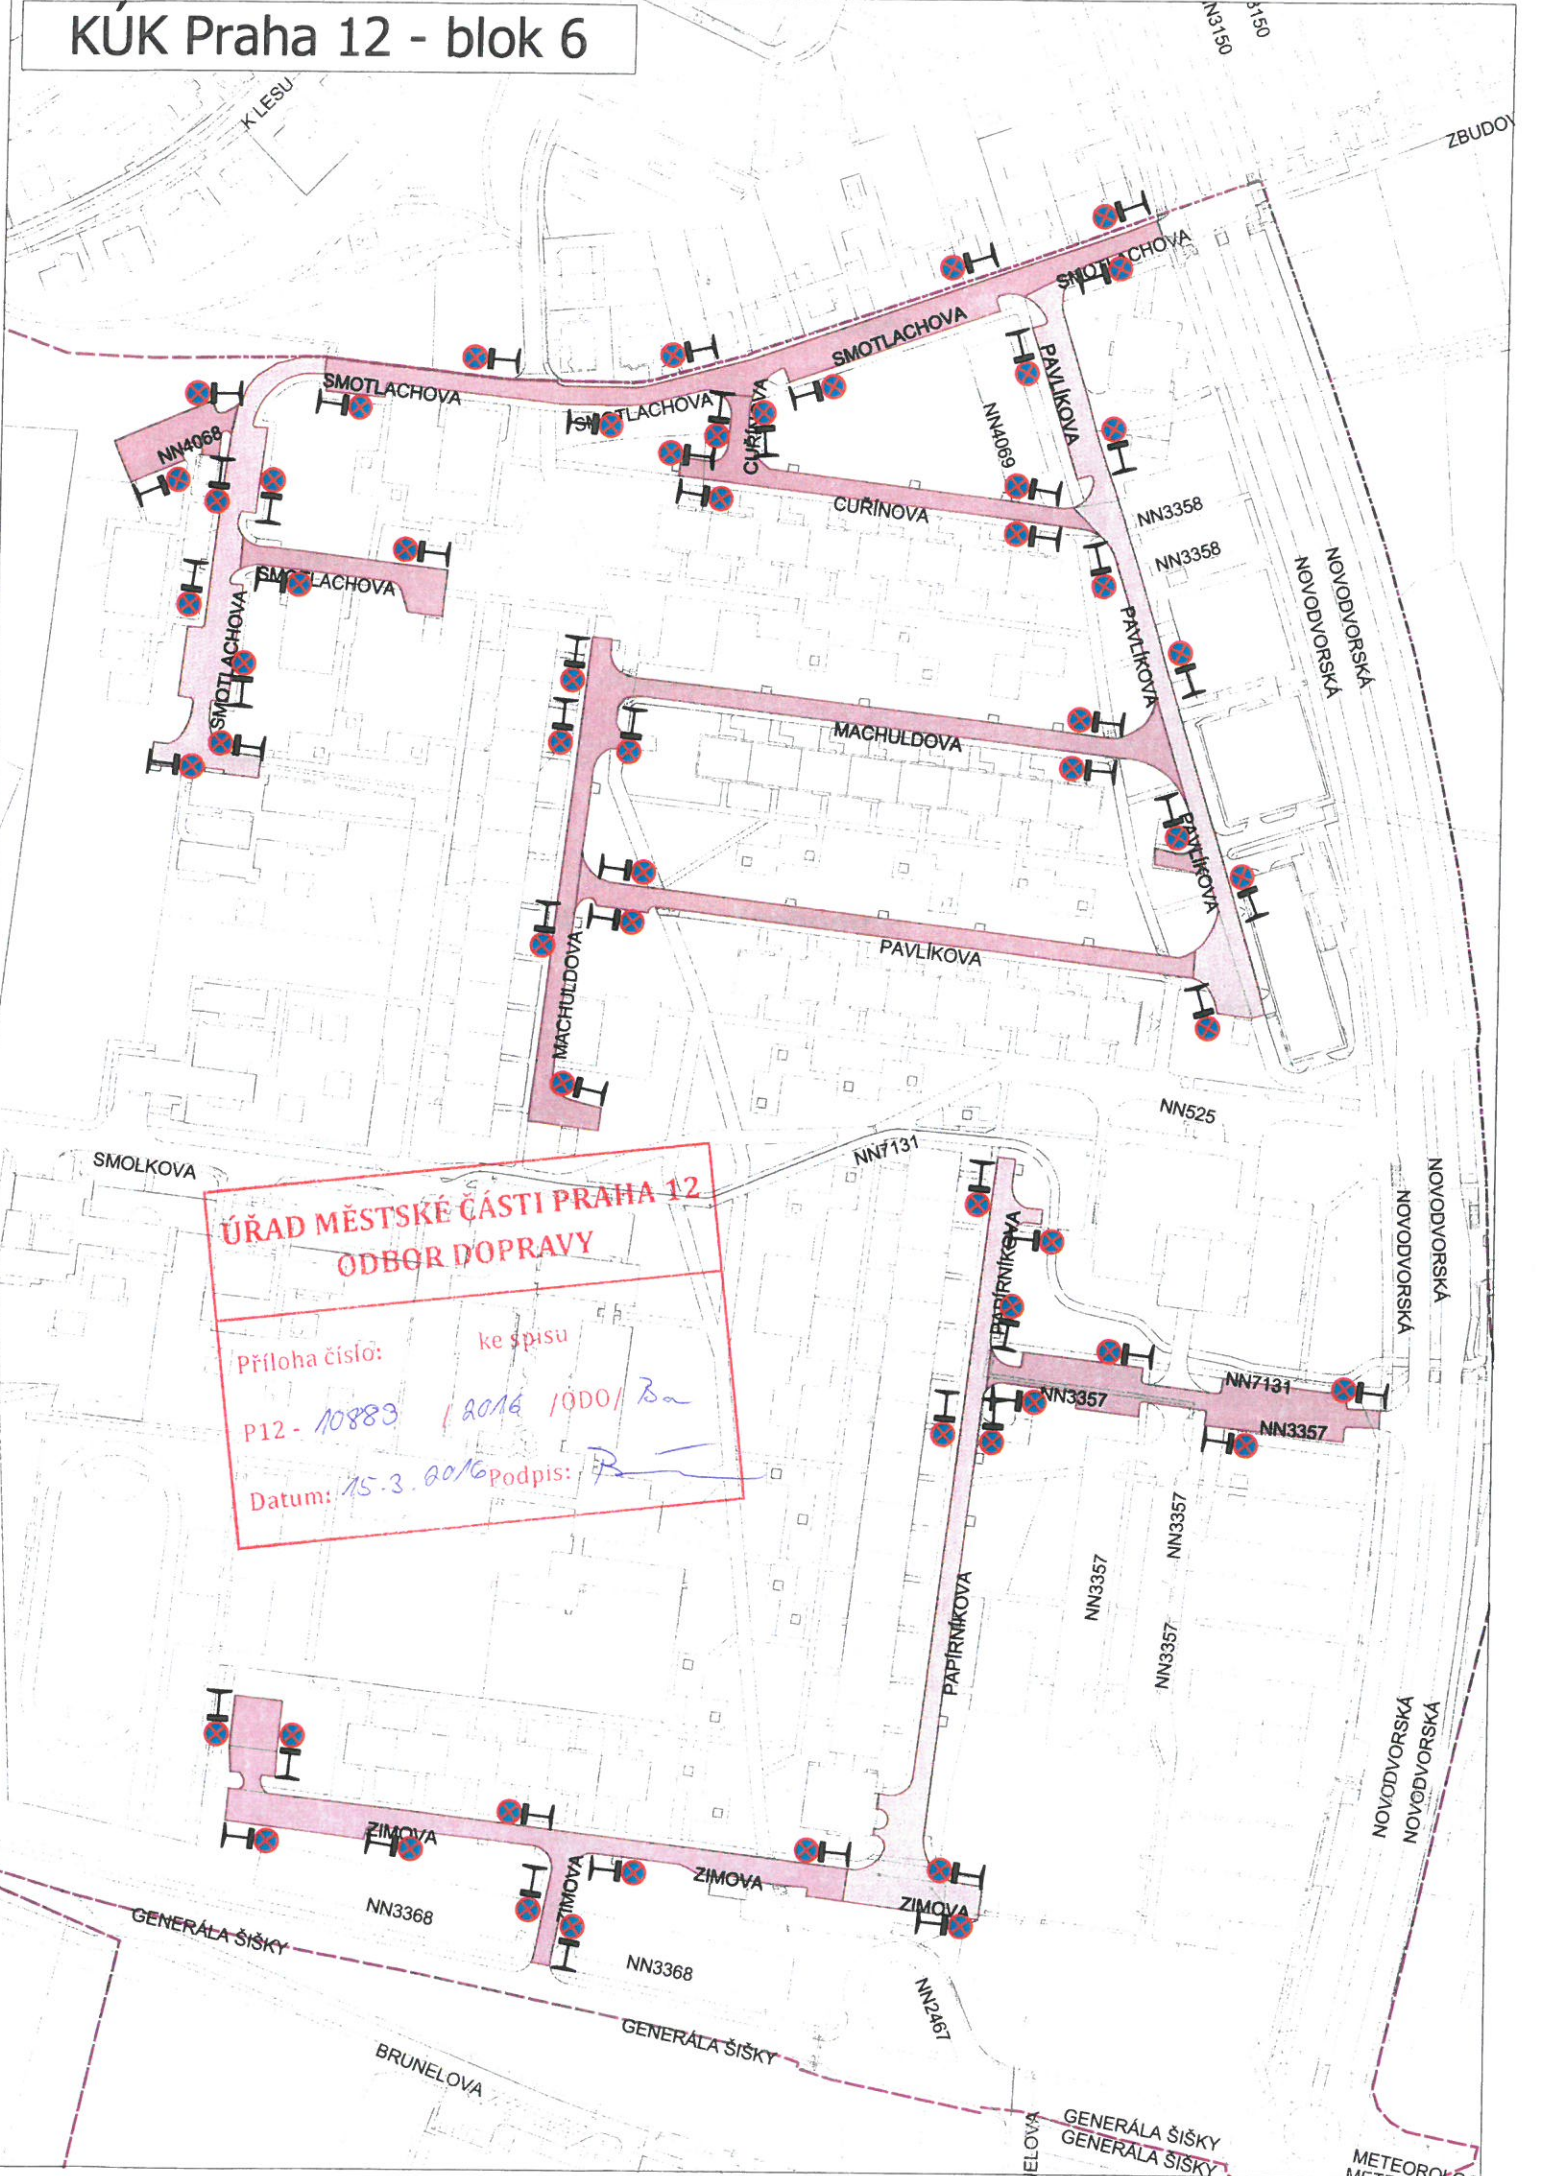 KÚK Praha 12 - blok 6
K LESU
NN3150
3150
ZBUDOV
SMOTLACHOVA
SMOTLACHOVA
SMOTLACHOVA
SMOTLACHOVA
PAVLÍKOVA
CUŘÍNOVA
NN4068
NN4069
CUŘÍNOVA
NN3358
NN3358
NOVODVORSKÁ
NOVODVORSKÁ
SMOTLACHOVA
SMOTLACHOVA
PAVLÍKOVA
MACHULDOVA
PAVLÍKOVA
PAVLÍKOVA
MACHULDOVA
NN525
NN7131
SMOLKOVA
NOVODVORSKÁ
NOVODVORSKÁ
ÚŘAD MĚSTSKÉ ČÁSTI PRAHA 12
ODBOR DOPRAVY
Příloha číslo: ke spisu
P12 - 10883 / 2016 /ODO/ Ba
Datum: 15.3.2016 Podpis:
PAPÍRNÍKOVA
NN7131
NN3357
NN3357
NN3357
NN3357
NN3357
PAPÍRNÍKOVA
NOVODVORSKÁ
NOVODVORSKÁ
ZIMOVA
ZIMOVA
ZIMOVA
ZIMOVA
NN3368
GENERÁLA ŠIŠKY
NN3368
NN2467
GENERÁLA ŠIŠKY
BRUNELOVA
ELOVA
GENERÁLA ŠIŠKY
GENERÁLA ŠIŠKY
METEOROL